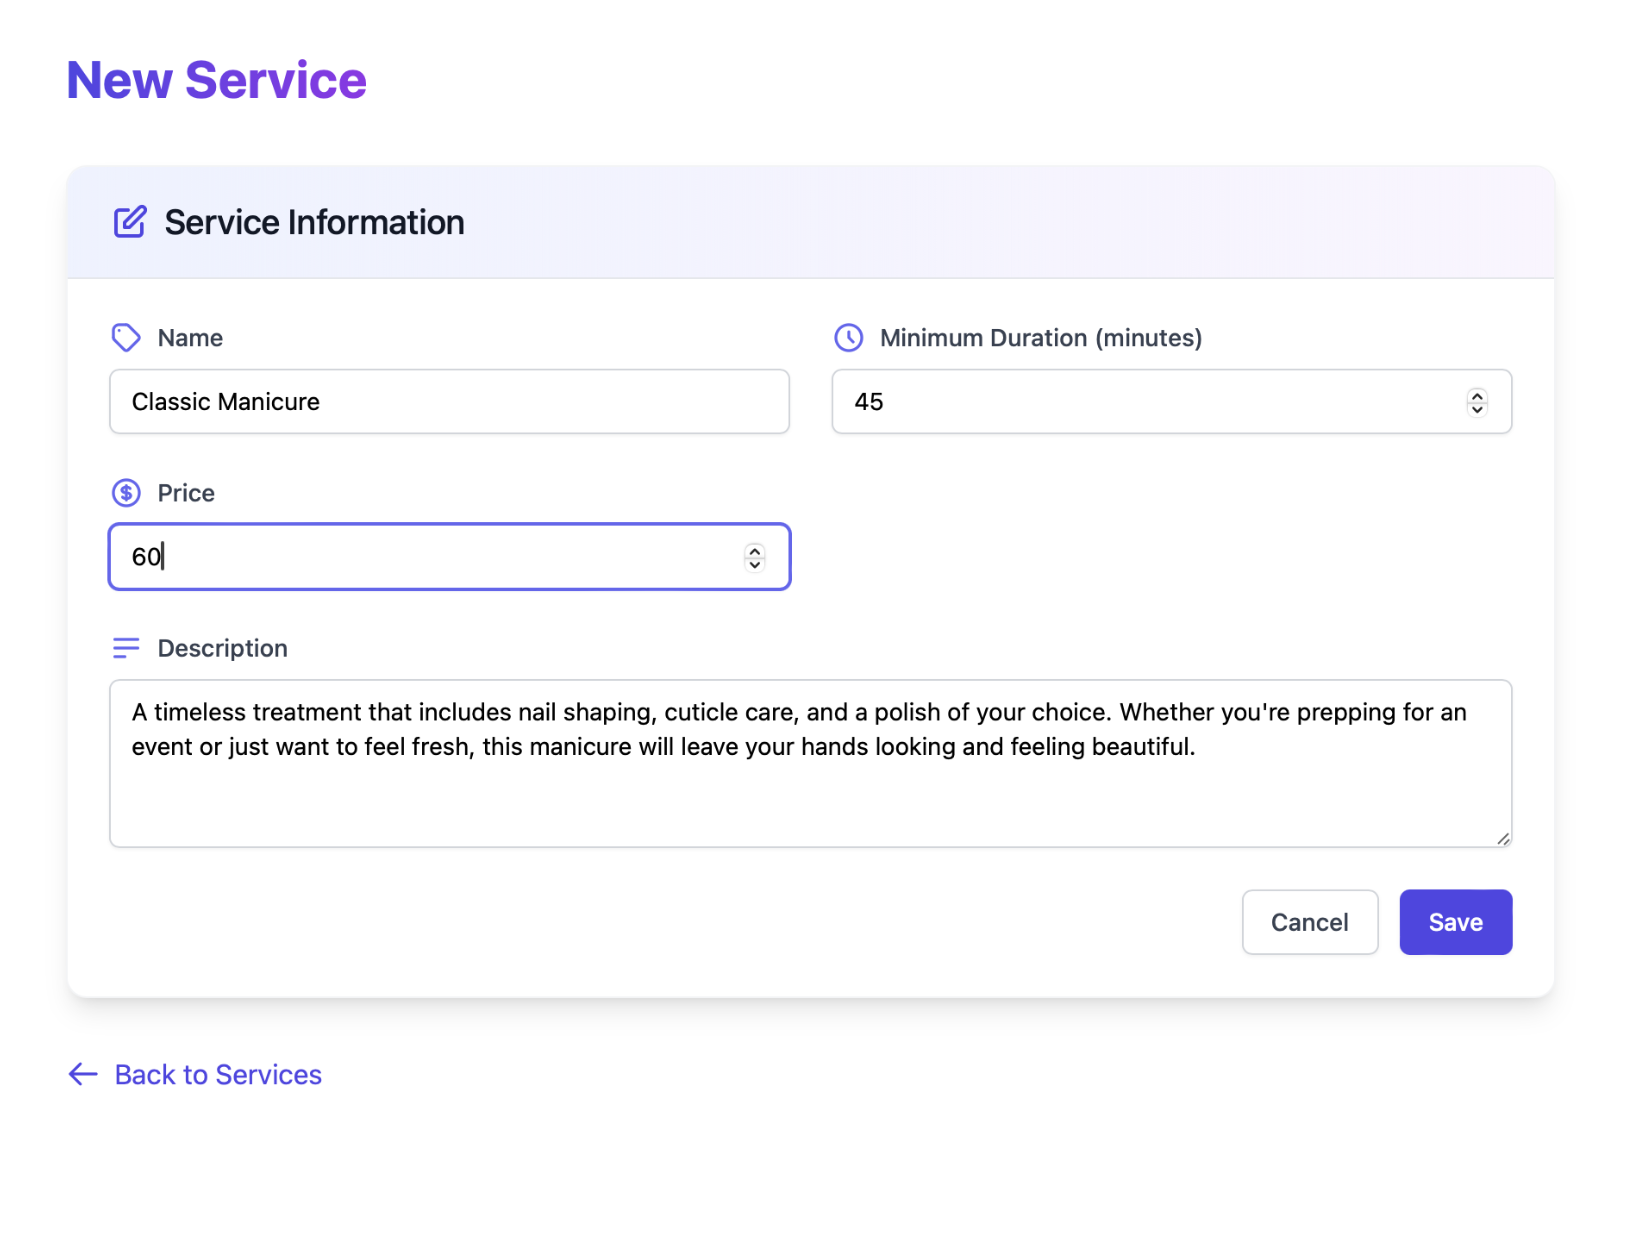 New Service
Service Information
Name
Classic Manicure
Minimum Duration (minutes)
45
Price
60
Description
A timeless treatment that includes nail shaping, cuticle care, and a polish of your choice. Whether you're prepping for an
event or just want to feel fresh, this manicure will leave your hands looking and feeling beautiful.
Cancel
Save
Back to Services